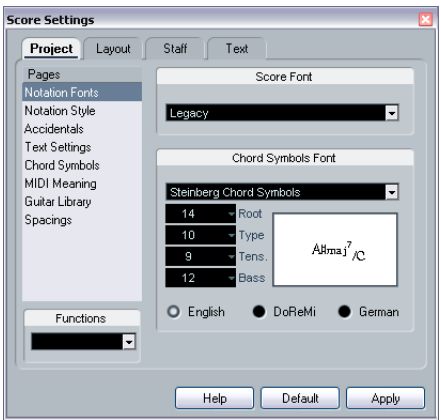 Score Settings
Project Layout Staff Text
Pages
Notation Fonts
Notation Style
Accidentals
Text Settings
Chord Symbols
MIDI Meaning
Guitar Library
Spacings
Functions
Score Font
Legacy
Chord Symbols Font
Steinberg Chord Symbols
14 Root
10 Type
9 Tens.
12 Bass
A#maj7/C
English DoReMi German
Help Default Apply